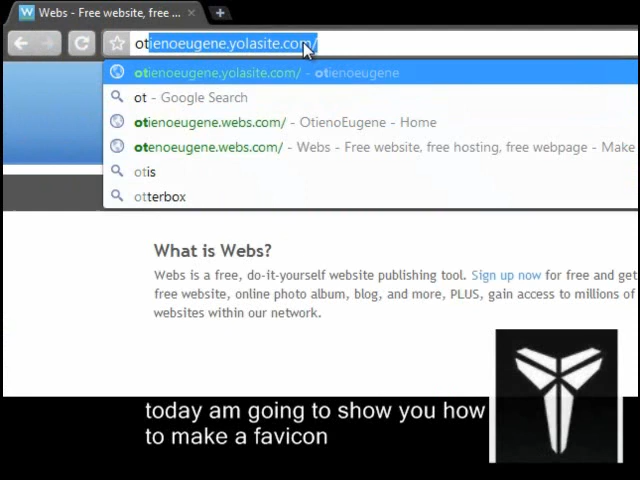 Webs - Free website, free ...
otienoeugene.yolasite.com/
otienoeugene.yolasite.com/ - otienoeugene
ot - Google Search
otienoeugene.webs.com/ - OtienoEugene - Home
otenoeugene.webs.com/ - Webs - Free website, free hosting, free webpage - Make
otis
otterbox
What is Webs?
Webs is a free, do-it-yourself website publishing tool. Sign up now for free and get
free website, online photo album, blog, and more, PLUS, gain access to millions of
websites within our network.
today am going to show you how
to make a favicon